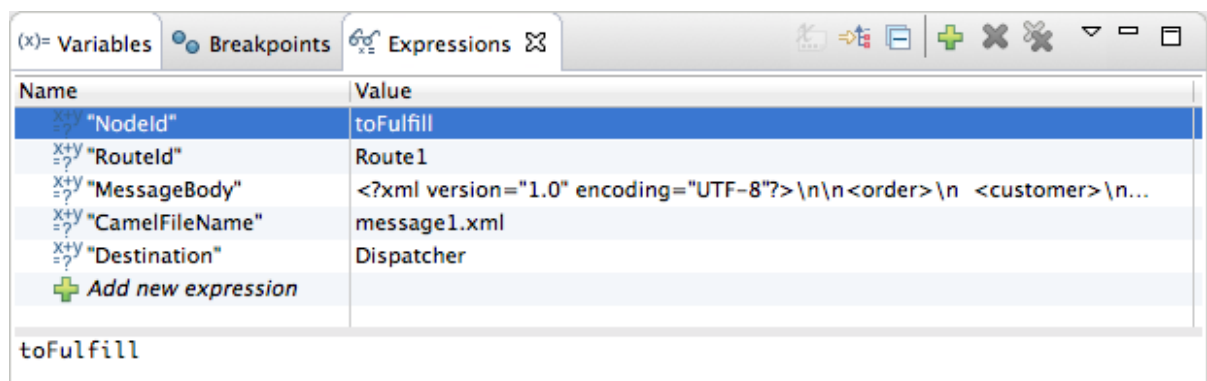 (x)= Variables Breakpoints Expressions
Name Value
x+y=? "NodeId" toFulfill
x+y=? "RouteId" Route1
x+y=? "MessageBody" <?xml version="1.0" encoding="UTF-8"?>\n\n<order>\n  <customer>\n...
x+y=? "CamelFileName" message1.xml
x+y=? "Destination" Dispatcher
Add new expression
toFulfill